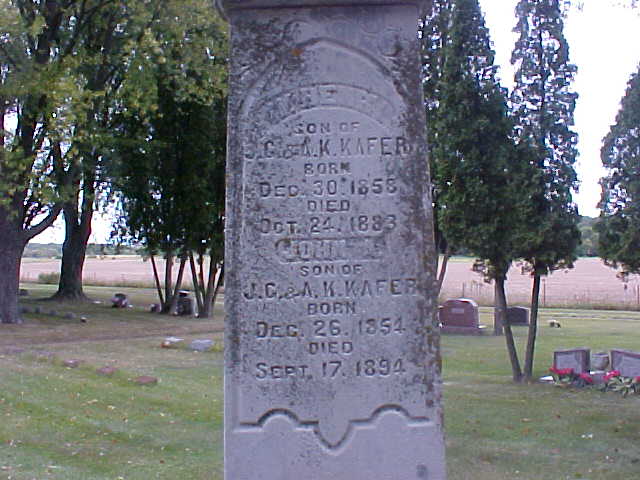 SON OF
J.C. & A.K. KAFER
BORN
DEC. 30. 1858
DIED
OCT. 24. 1883
JOHN
SON OF
J.C. & A.K. KAFER
BORN
DEC. 26. 1854
DIED
SEPT. 17. 1894